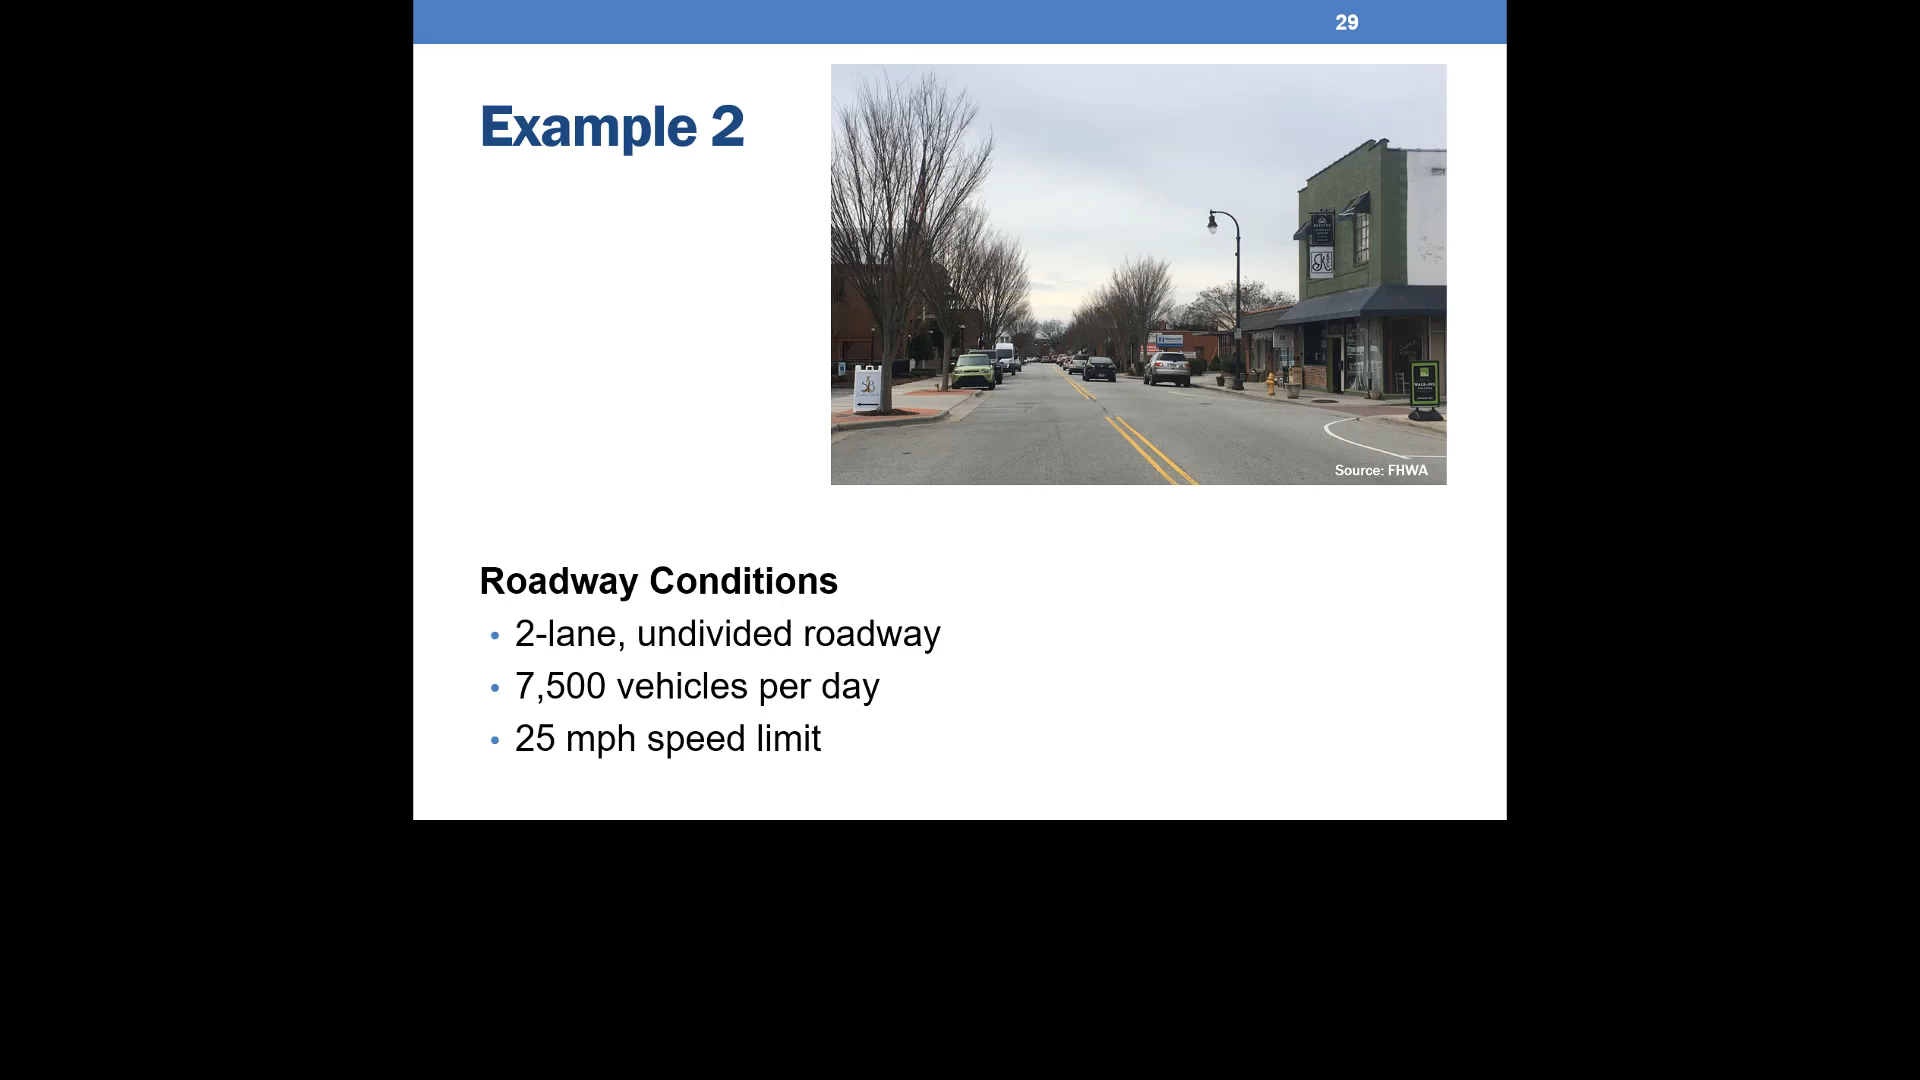 29
Example 2
Source: FHWA
Roadway Conditions
• 2-lane, undivided roadway
• 7,500 vehicles per day
• 25 mph speed limit